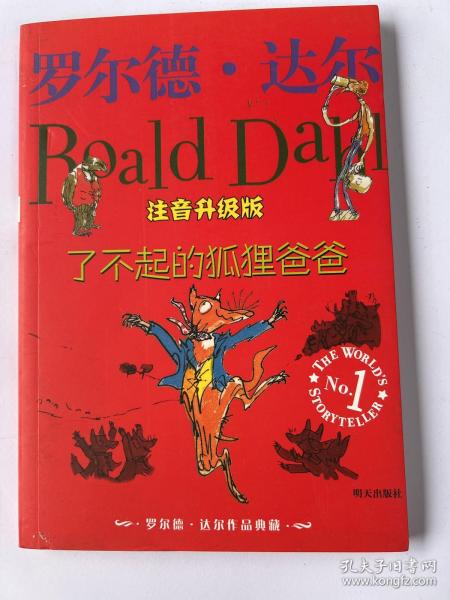 罗尔德·达尔
Roald Dahl
注音升级版
了不起的狐狸爸爸
THE WORLD'S
No.1
STORYTELLER
明天出版社
罗尔德·达尔作品典藏
孔夫子旧书网
www.kongfz.com